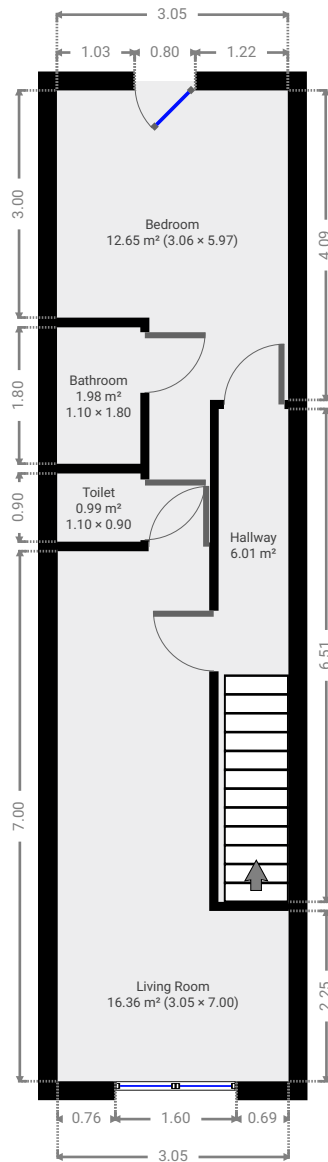 3.05
1.03 0.80 1.22
3.00
4.09
Bedroom
12.65 m² (3.06 × 5.97)
1.80
Bathroom
1.98 m²
1.10 × 1.80
0.90
Toilet
0.99 m²
1.10 × 0.90
Hallway
6.01 m²
6.51
7.00
Living Room
16.36 m² (3.05 × 7.00)
2.25
0.76 1.60 0.69
3.05